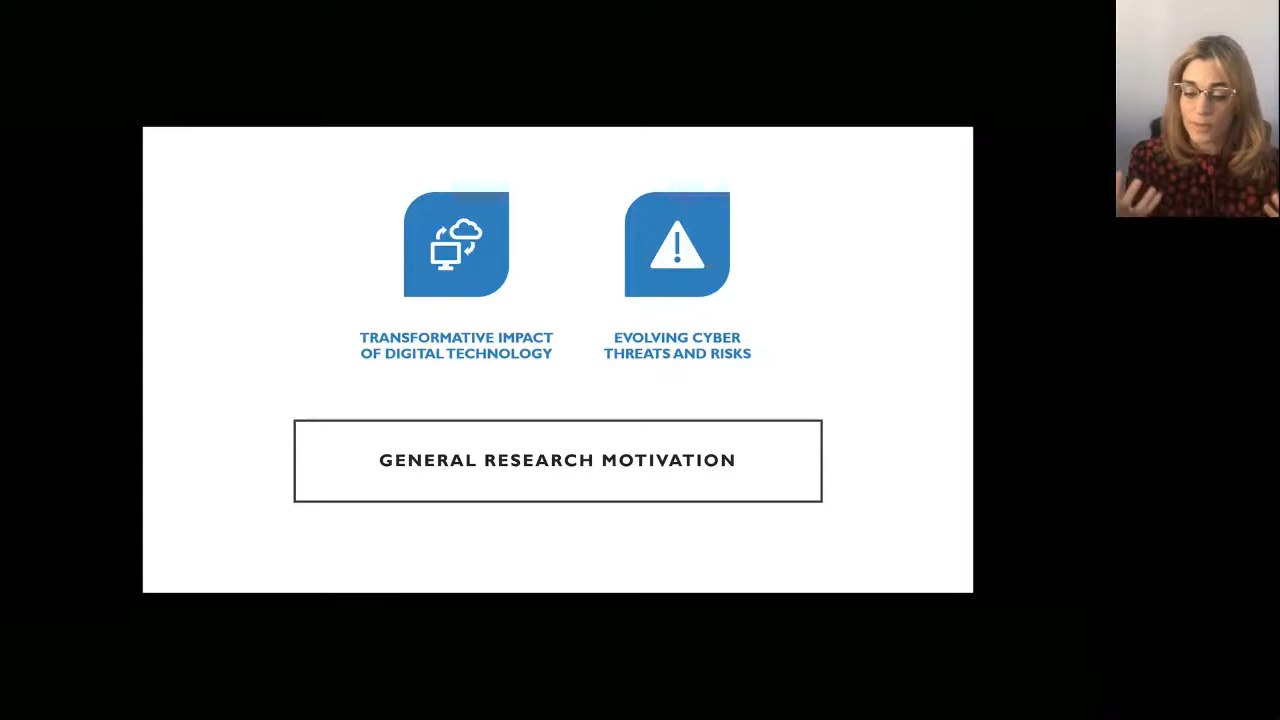 TRANSFORMATIVE IMPACT
OF DIGITAL TECHNOLOGY
EVOLVING CYBER
THREATS AND RISKS
GENERAL RESEARCH MOTIVATION